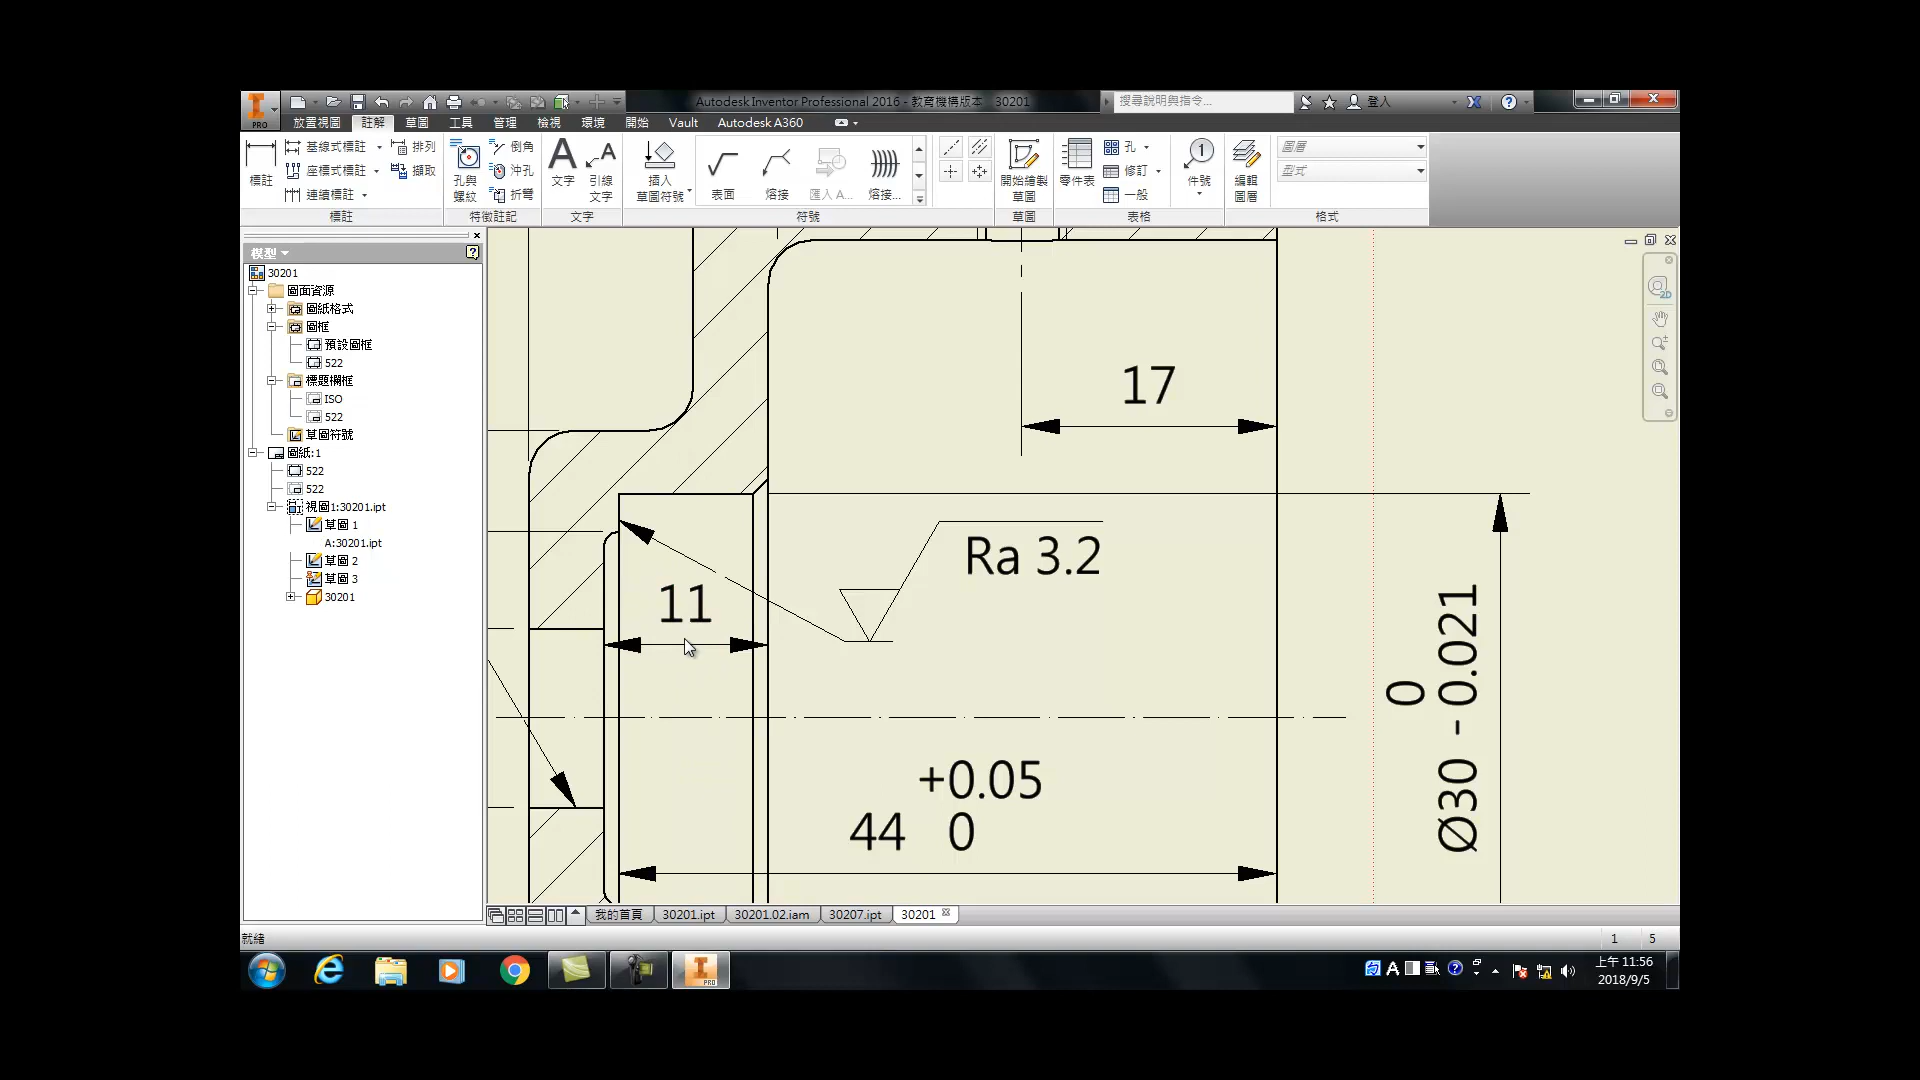 Autodesk Inventor Professional 2016 - 教育機構版本 30201
搜尋說明與指令...
登入
PRO
放置視圖 註解 草圖 工具 管理 檢視 環境 開始 Vault Autodesk A360
標註
基線式標註
座標式標註
連續標註
排列
擷取
標註
孔與
螺紋
倒角
沖孔
折彎
特徵註記
文字
引線
文字
文字
插入
草圖符號
表面
熔接
匯入 A...
熔接...
符號
開始繪製
草圖
草圖
零件表
孔
修訂
一般
表格
件號
編輯
圖層
圖層
型式
格式
模型
30201
圖面資源
圖紙格式
圖框
預設圖框
522
標題欄框
ISO
522
草圖符號
圖紙:1
522
522
視圖1:30201.ipt
草圖 1
A:30201.ipt
草圖 2
草圖 3
30201
17
Ra 3.2
11
+0.05
44 0
0
Ø30 - 0.021
2D
我的首頁 30201.ipt 30201.02.iam 30207.ipt 30201
就緒
1 5
PRO
上午 11:56
2018/9/5